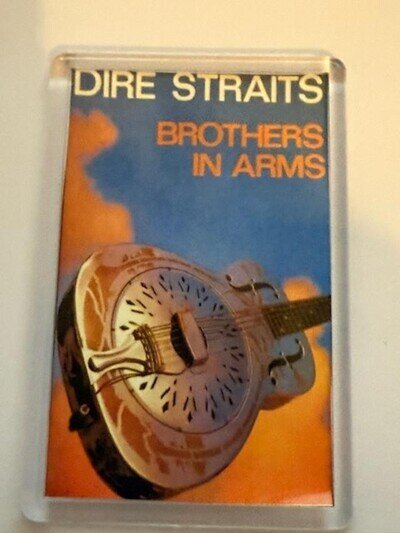 DIRE STRAITS
BROTHERS
IN ARMS